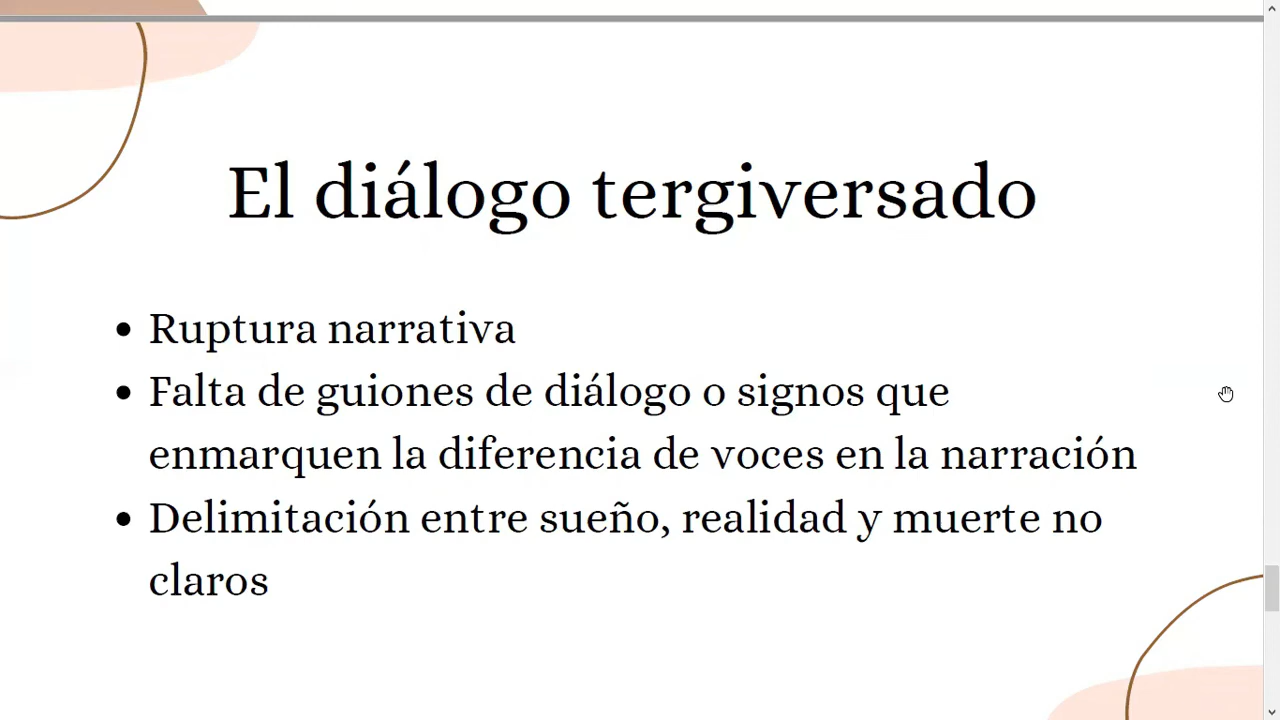 El diálogo tergiversado
• Ruptura narrativa
• Falta de guiones de diálogo o signos que
enmarquen la diferencia de voces en la narración
• Delimitación entre sueño, realidad y muerte no
claros